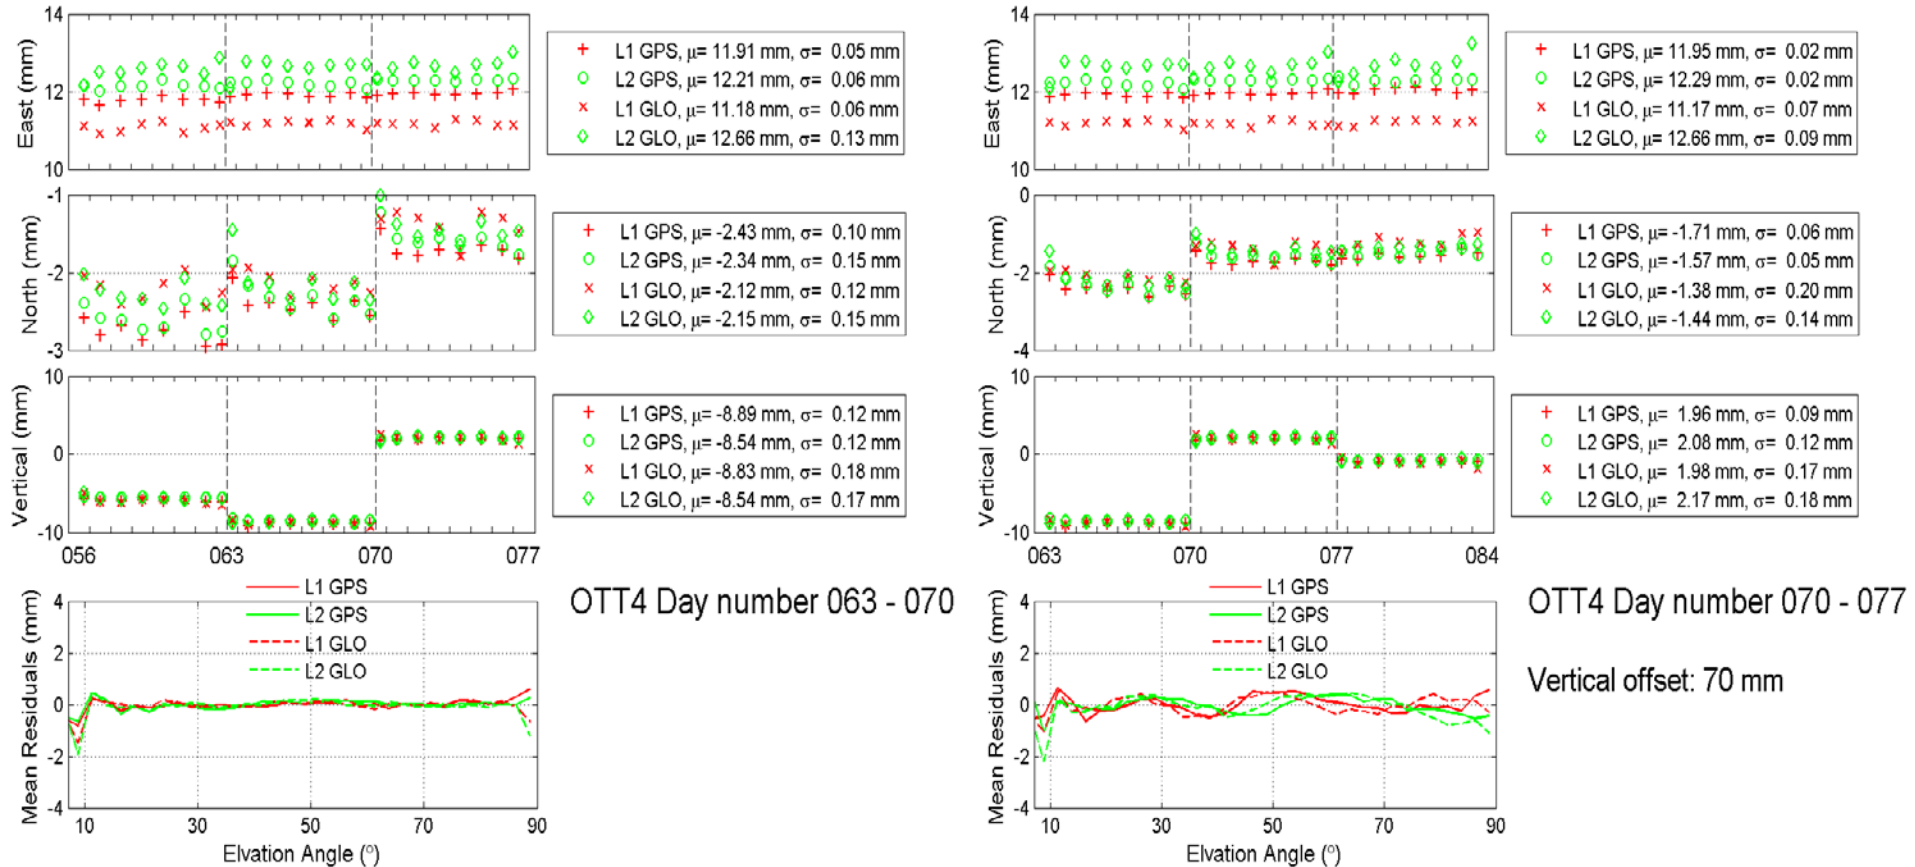 14
12
10
East (mm)
+ L1 GPS, μ= 11.91 mm, σ= 0.05 mm
○ L2 GPS, μ= 12.21 mm, σ= 0.06 mm
× L1 GLO, μ= 11.18 mm, σ= 0.06 mm
◇ L2 GLO, μ= 12.66 mm, σ= 0.13 mm
-1
-2
-3
North (mm)
+ L1 GPS, μ= -2.43 mm, σ= 0.10 mm
○ L2 GPS, μ= -2.34 mm, σ= 0.15 mm
× L1 GLO, μ= -2.12 mm, σ= 0.12 mm
◇ L2 GLO, μ= -2.15 mm, σ= 0.15 mm
10
0
-10
Vertical (mm)
+ L1 GPS, μ= -8.89 mm, σ= 0.12 mm
○ L2 GPS, μ= -8.54 mm, σ= 0.12 mm
× L1 GLO, μ= -8.83 mm, σ= 0.18 mm
◇ L2 GLO, μ= -8.54 mm, σ= 0.17 mm
056 063 070 077
L1 GPS
L2 GPS
L1 GLO
L2 GLO
4
2
0
-2
-4
Mean Residuals (mm)
10 30 50 70 90
Elvation Angle (°)
OTT4 Day number 063 - 070
14
12
10
East (mm)
+ L1 GPS, μ= 11.95 mm, σ= 0.02 mm
○ L2 GPS, μ= 12.29 mm, σ= 0.02 mm
× L1 GLO, μ= 11.17 mm, σ= 0.07 mm
◇ L2 GLO, μ= 12.66 mm, σ= 0.09 mm
0
-2
-4
North (mm)
+ L1 GPS, μ= -1.71 mm, σ= 0.06 mm
○ L2 GPS, μ= -1.57 mm, σ= 0.05 mm
× L1 GLO, μ= -1.38 mm, σ= 0.20 mm
◇ L2 GLO, μ= -1.44 mm, σ= 0.14 mm
10
0
-10
Vertical (mm)
+ L1 GPS, μ= 1.96 mm, σ= 0.09 mm
○ L2 GPS, μ= 2.08 mm, σ= 0.12 mm
× L1 GLO, μ= 1.98 mm, σ= 0.17 mm
◇ L2 GLO, μ= 2.17 mm, σ= 0.18 mm
063 070 077 084
L1 GPS
L2 GPS
L1 GLO
L2 GLO
4
2
0
-2
-4
Mean Residuals (mm)
10 30 50 70 90
Elvation Angle (°)
OTT4 Day number 070 - 077
Vertical offset: 70 mm